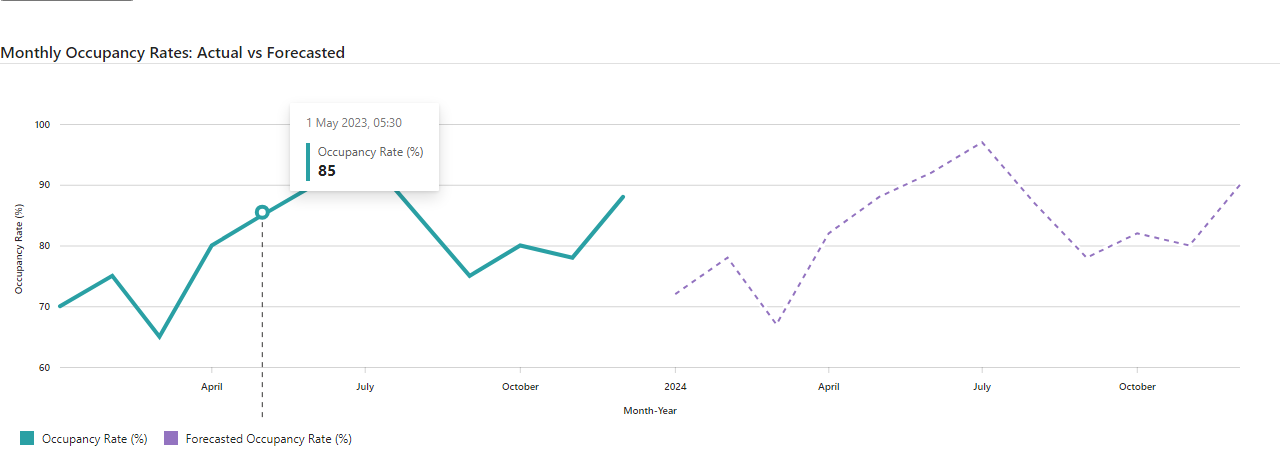 Monthly Occupancy Rates: Actual vs Forecasted
1 May 2023, 05:30
Occupancy Rate (%)
85
100
90
80
70
60
Occupancy Rate (%)
April
July
October
2024
April
July
October
Month-Year
Occupancy Rate (%)
Forecasted Occupancy Rate (%)